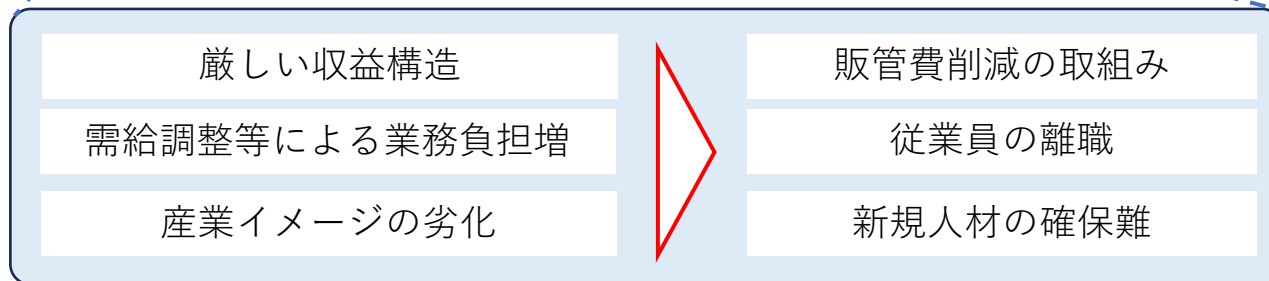 厳しい収益構造
販管費削減の取組み
需給調整等による業務負担増
従業員の離職
産業イメージの劣化
新規人材の確保難